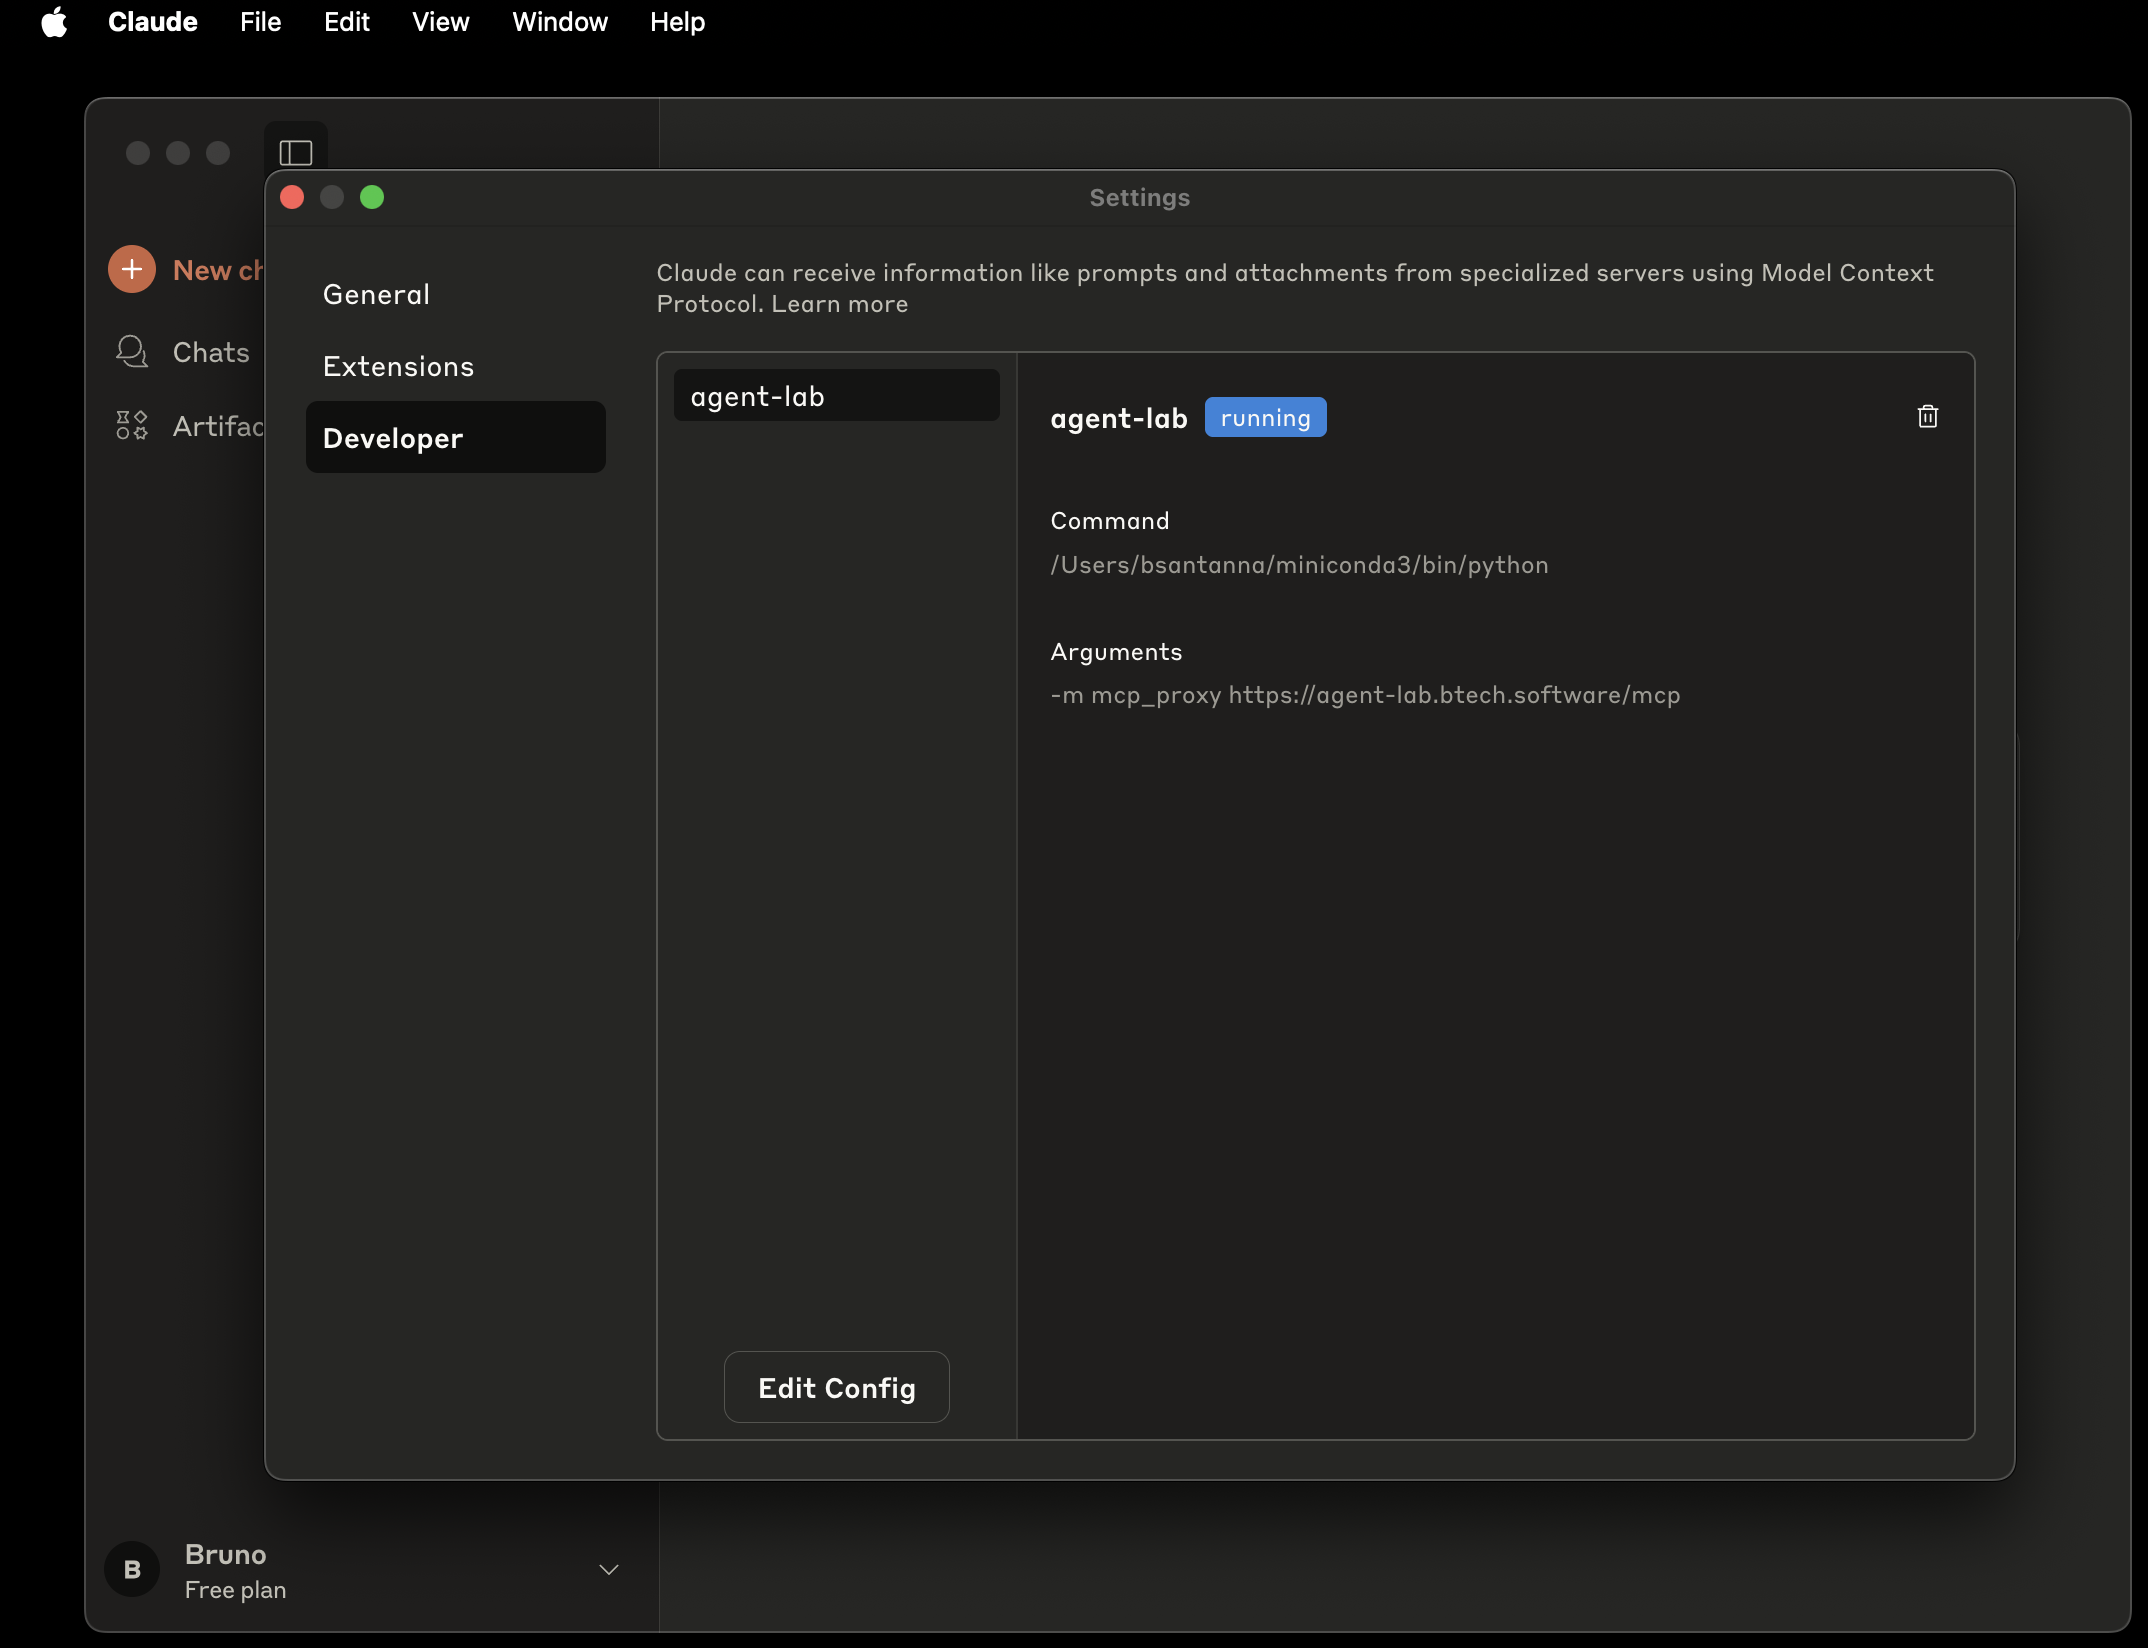 Claude File Edit View Window Help
Settings
New ch
Chats
Artifac
General
Extensions
Developer
Claude can receive information like prompts and attachments from specialized servers using Model Context
Protocol. Learn more
agent-lab
agent-lab running
Command
/Users/bsantanna/miniconda3/bin/python
Arguments
-m mcp_proxy https://agent-lab.btech.software/mcp
Edit Config
B
Bruno
Free plan